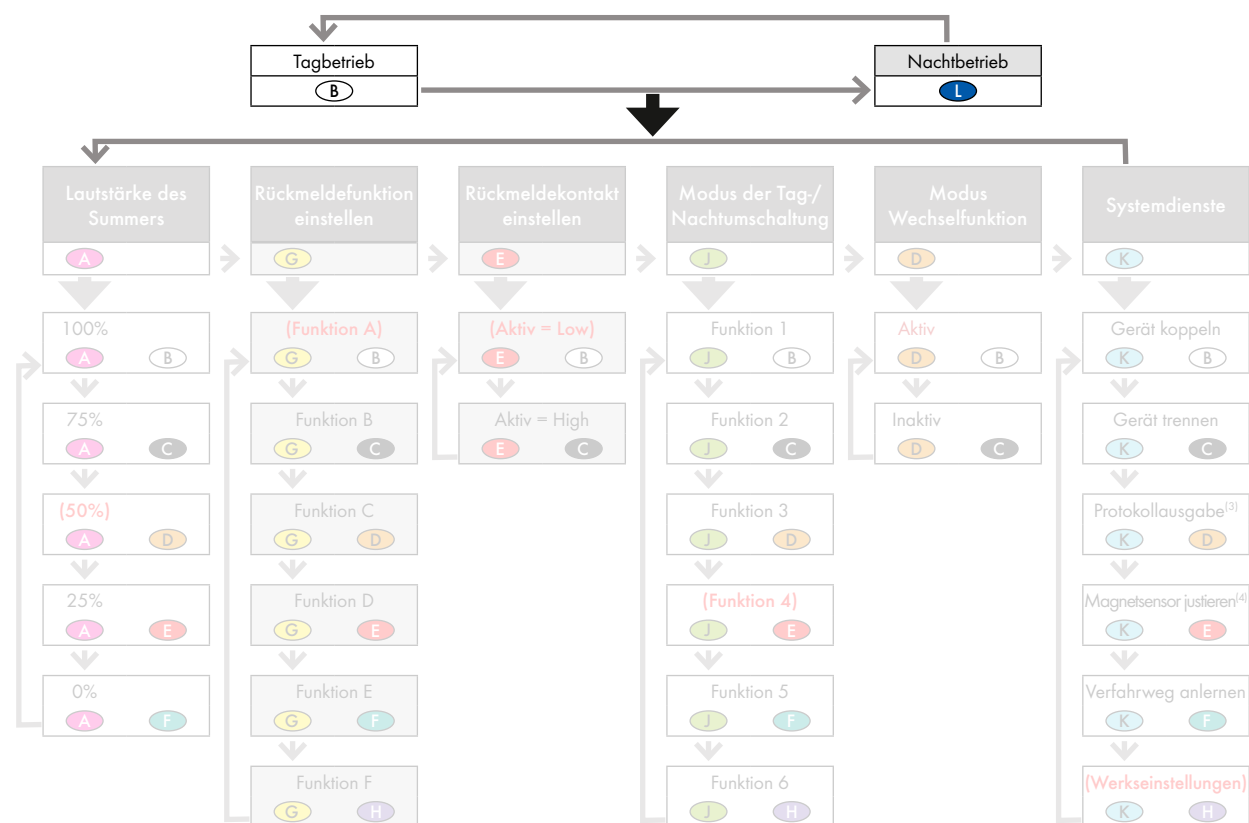 Tagbetrieb
B
Nachtbetrieb
L
Lautstärke des
Summers
A
Rückmeldefunktion
einstellen
G
Rückmeldekontakt
einstellen
E
Modus der Tag-/
Nachtumschaltung
J
Modus
Wechselfunktion
D
Systemdienste
K
100%
A B
(Funktion A)
G B
(Aktiv = Low)
E B
Funktion 1
J B
Aktiv
D B
Gerät koppeln
K B
75%
A C
Funktion B
G C
Aktiv = High
E C
Funktion 2
J C
Inaktiv
D C
Gerät trennen
K C
(50%)
A D
Funktion C
G D
Funktion 3
J D
Protokollausgabe(3)
K D
25%
A E
Funktion D
G E
(Funktion 4)
J E
Magnetsensor justieren(4)
K E
0%
A F
Funktion E
G F
Funktion 5
J F
Verfahrweg anlernen
K F
Funktion F
G H
Funktion 6
J H
(Werkseinstellungen)
K H